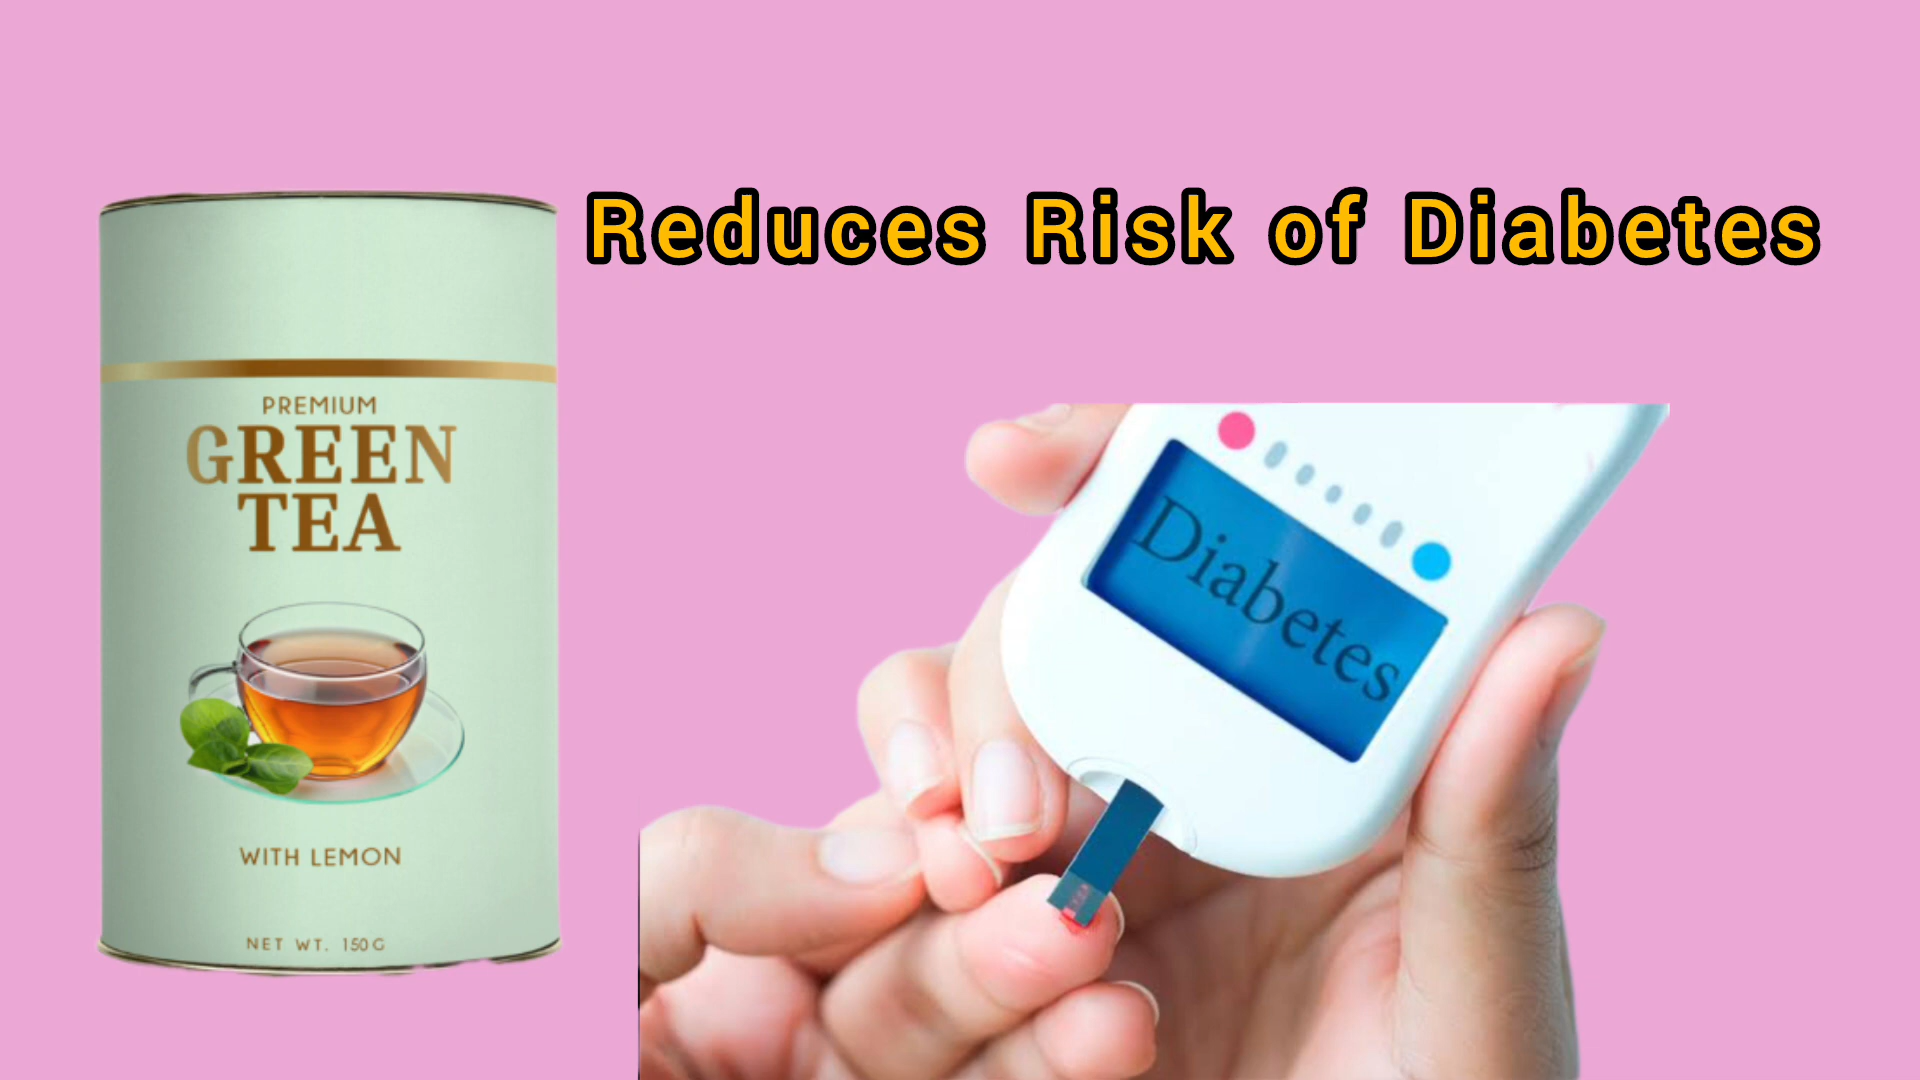 Reduces Risk of Diabetes
PREMIUM
GREEN
TEA
WITH LEMON
NET WT. 150G
Diabetes